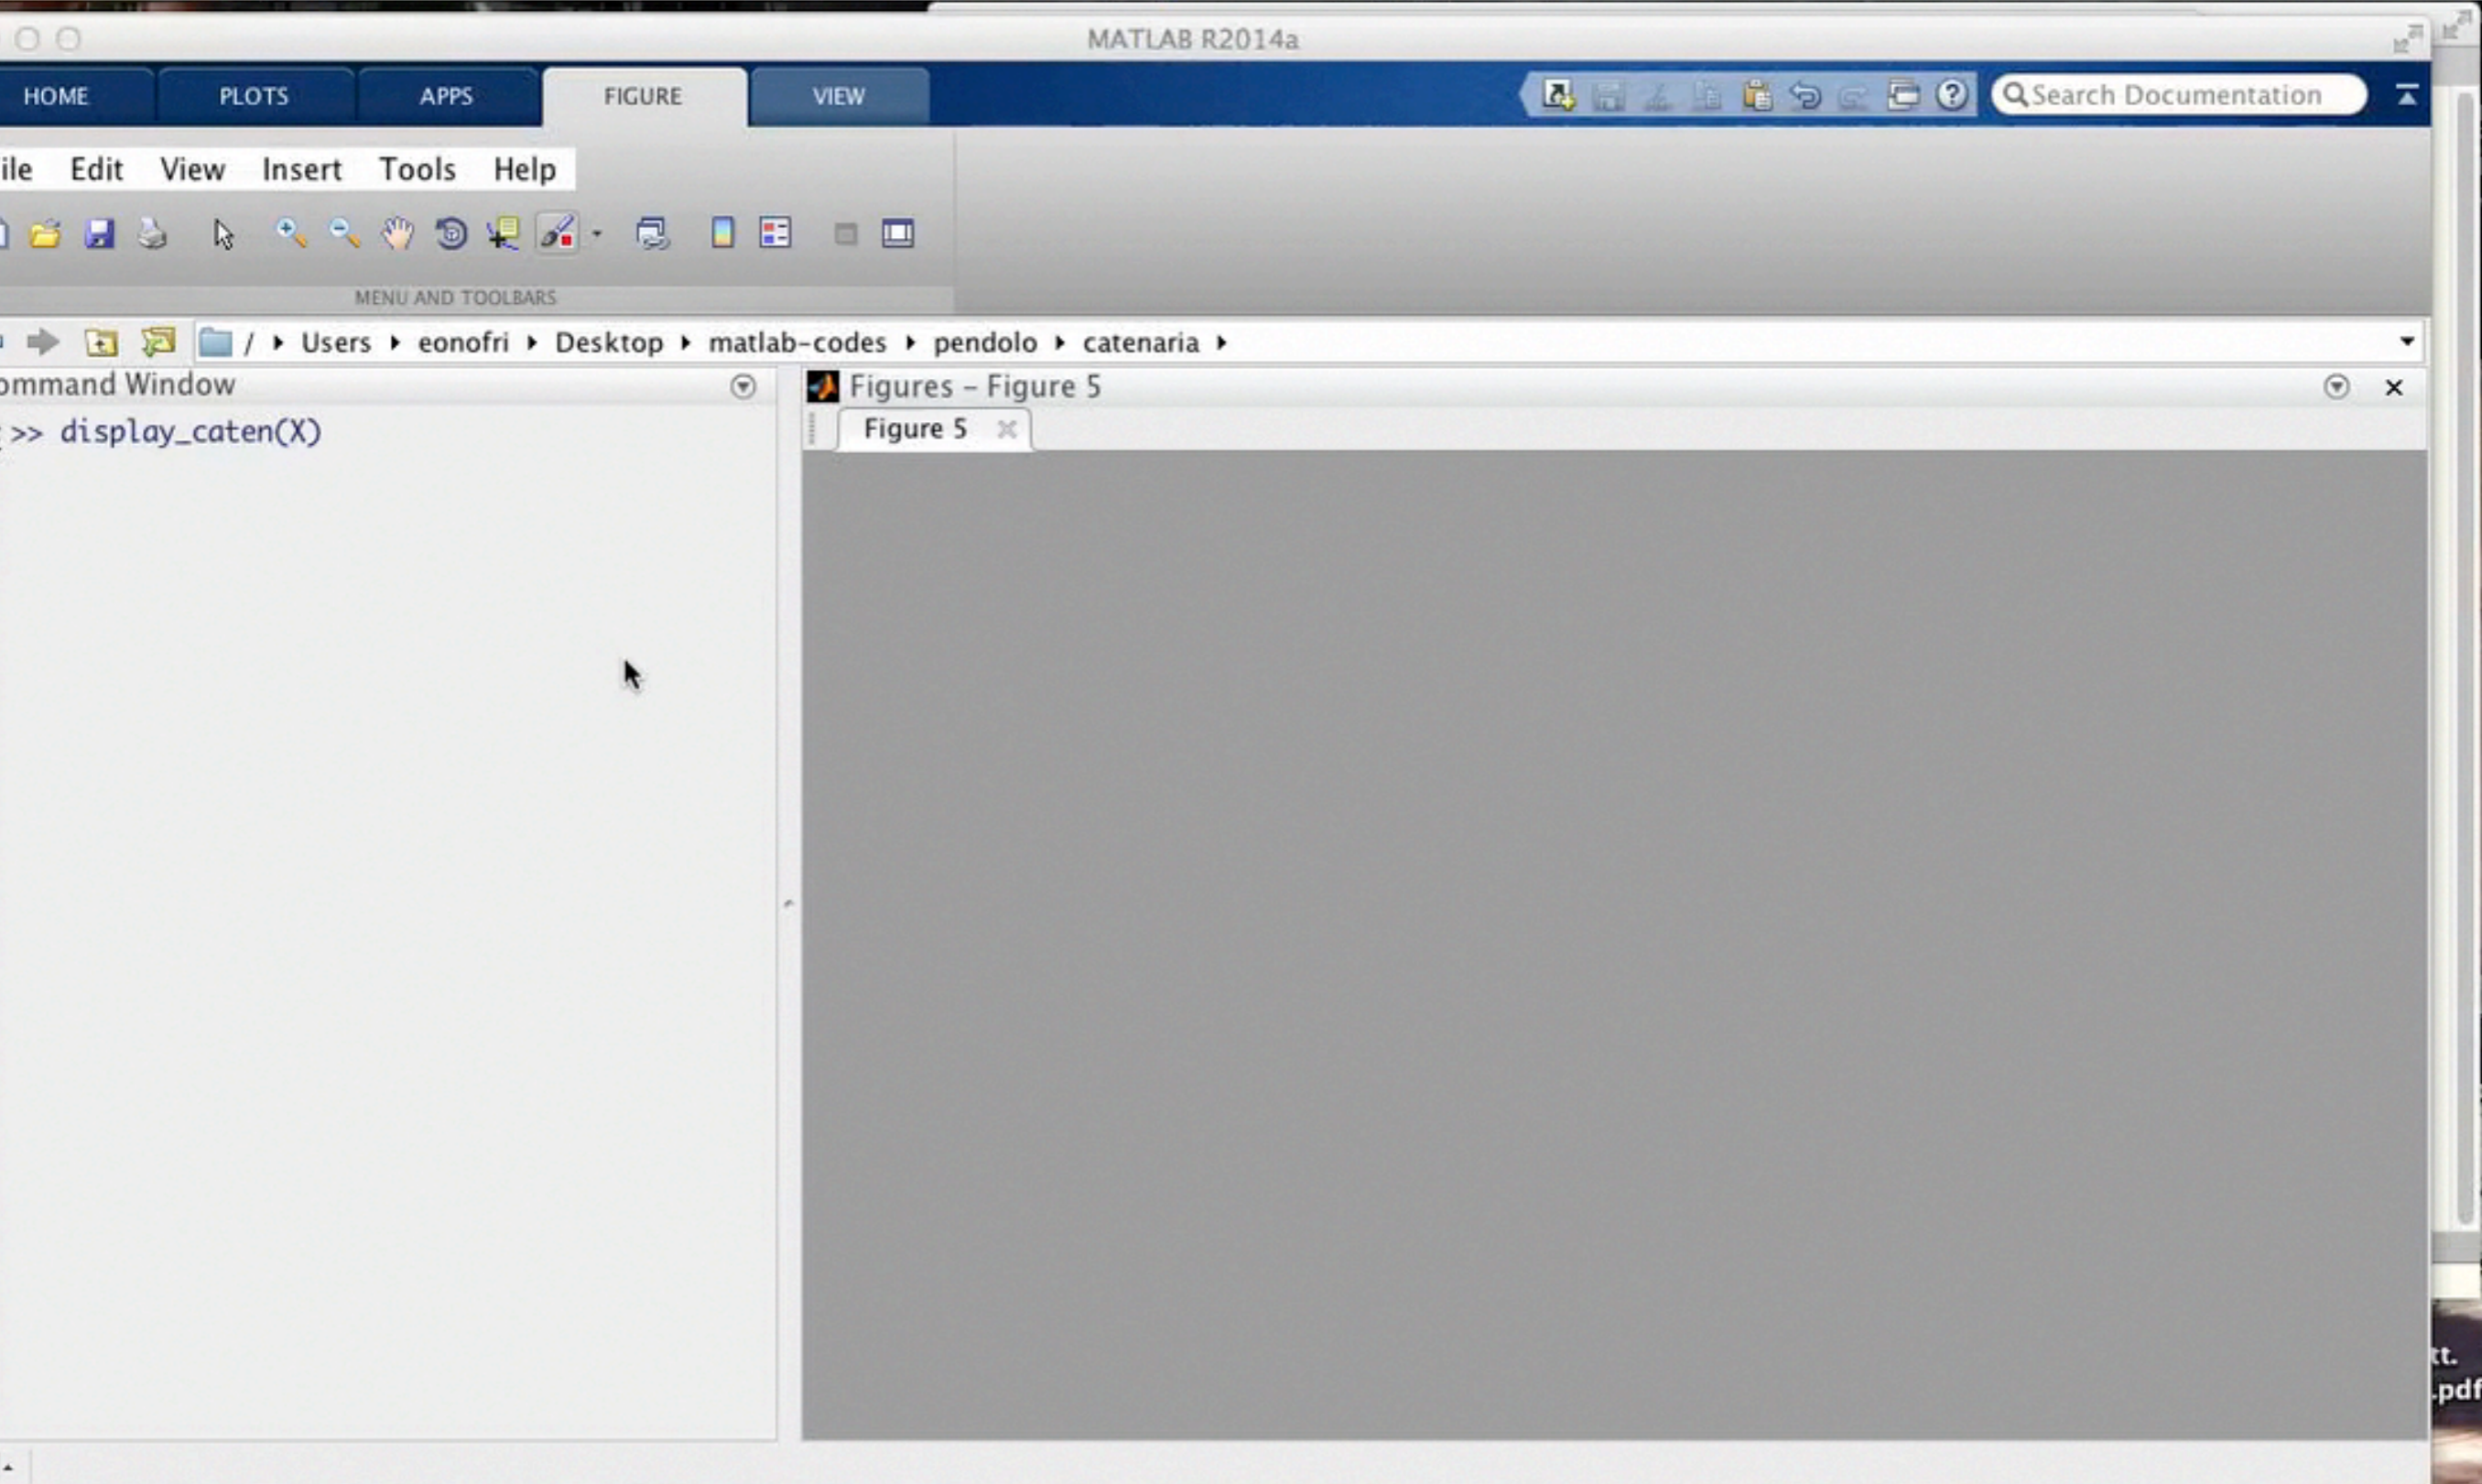 MATLAB R2014a
HOME PLOTS APPS FIGURE VIEW Search Documentation
ile Edit View Insert Tools Help
MENU AND TOOLBARS
/ Users eonofri Desktop matlab-codes pendolo catenaria
ommand Window
Figures – Figure 5
Figure 5
>> display_caten(X)
tt.
.pdf